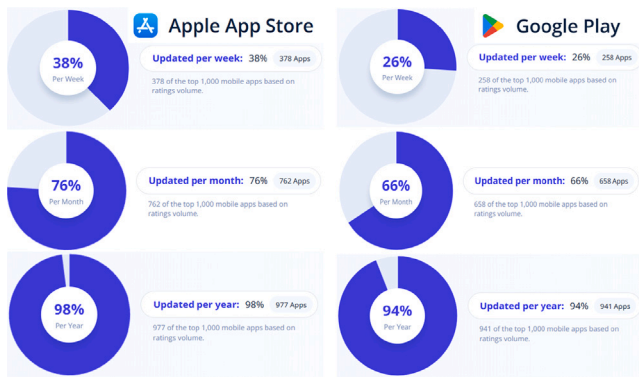 Apple App Store
38%
Per Week
Updated per week: 38% 378 Apps
378 of the top 1,000 mobile apps based on
ratings volume.
76%
Per Month
Updated per month: 76% 762 Apps
762 of the top 1,000 mobile apps based on
ratings volume.
98%
Per Year
Updated per year: 98% 977 Apps
977 of the top 1,000 mobile apps based on
ratings volume.
Google Play
26%
Per Week
Updated per week: 26% 258 Apps
258 of the top 1,000 mobile apps based on
ratings volume.
66%
Per Month
Updated per month: 66% 658 Apps
658 of the top 1,000 mobile apps based on
ratings volume.
94%
Per Year
Updated per year: 94% 941 Apps
941 of the top 1,000 mobile apps based on
ratings volume.